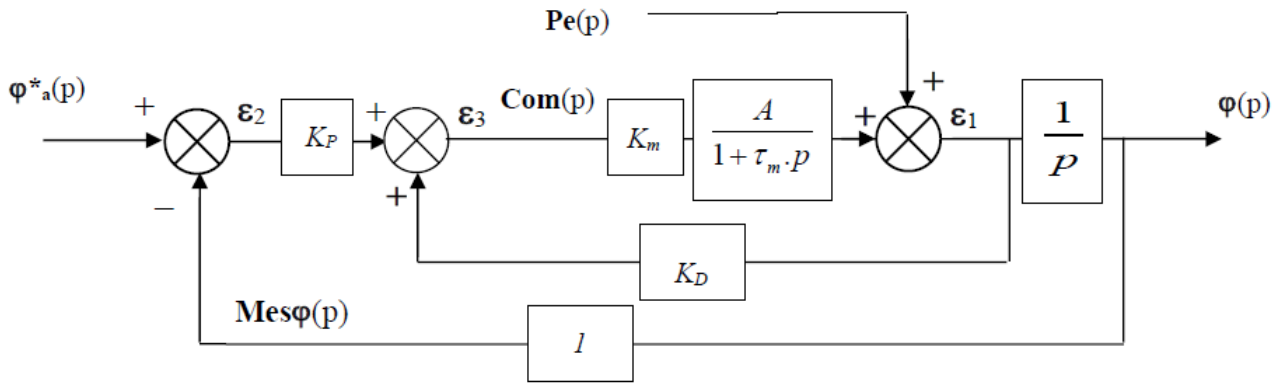 Pe(p)
φ*a(p)
+
ε2
KP
+
ε3
Com(p)
Km
A
1 + τm.p
+
+
ε1
1
p
φ(p)
−
+
KD
Mesφ(p)
1